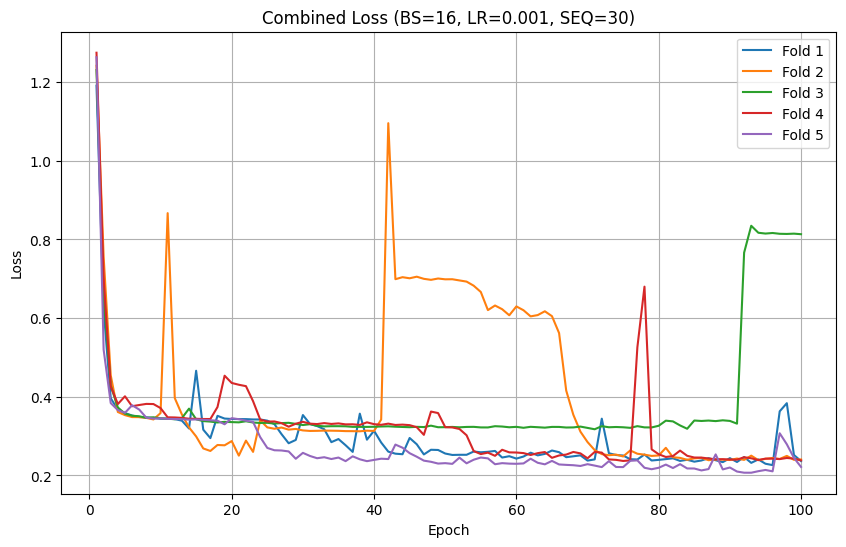 Combined Loss (BS=16, LR=0.001, SEQ=30)
Fold 1
Fold 2
Fold 3
Fold 4
Fold 5
Loss
1.2
1.0
0.8
0.6
0.4
0.2
0
20
40
60
80
100
Epoch